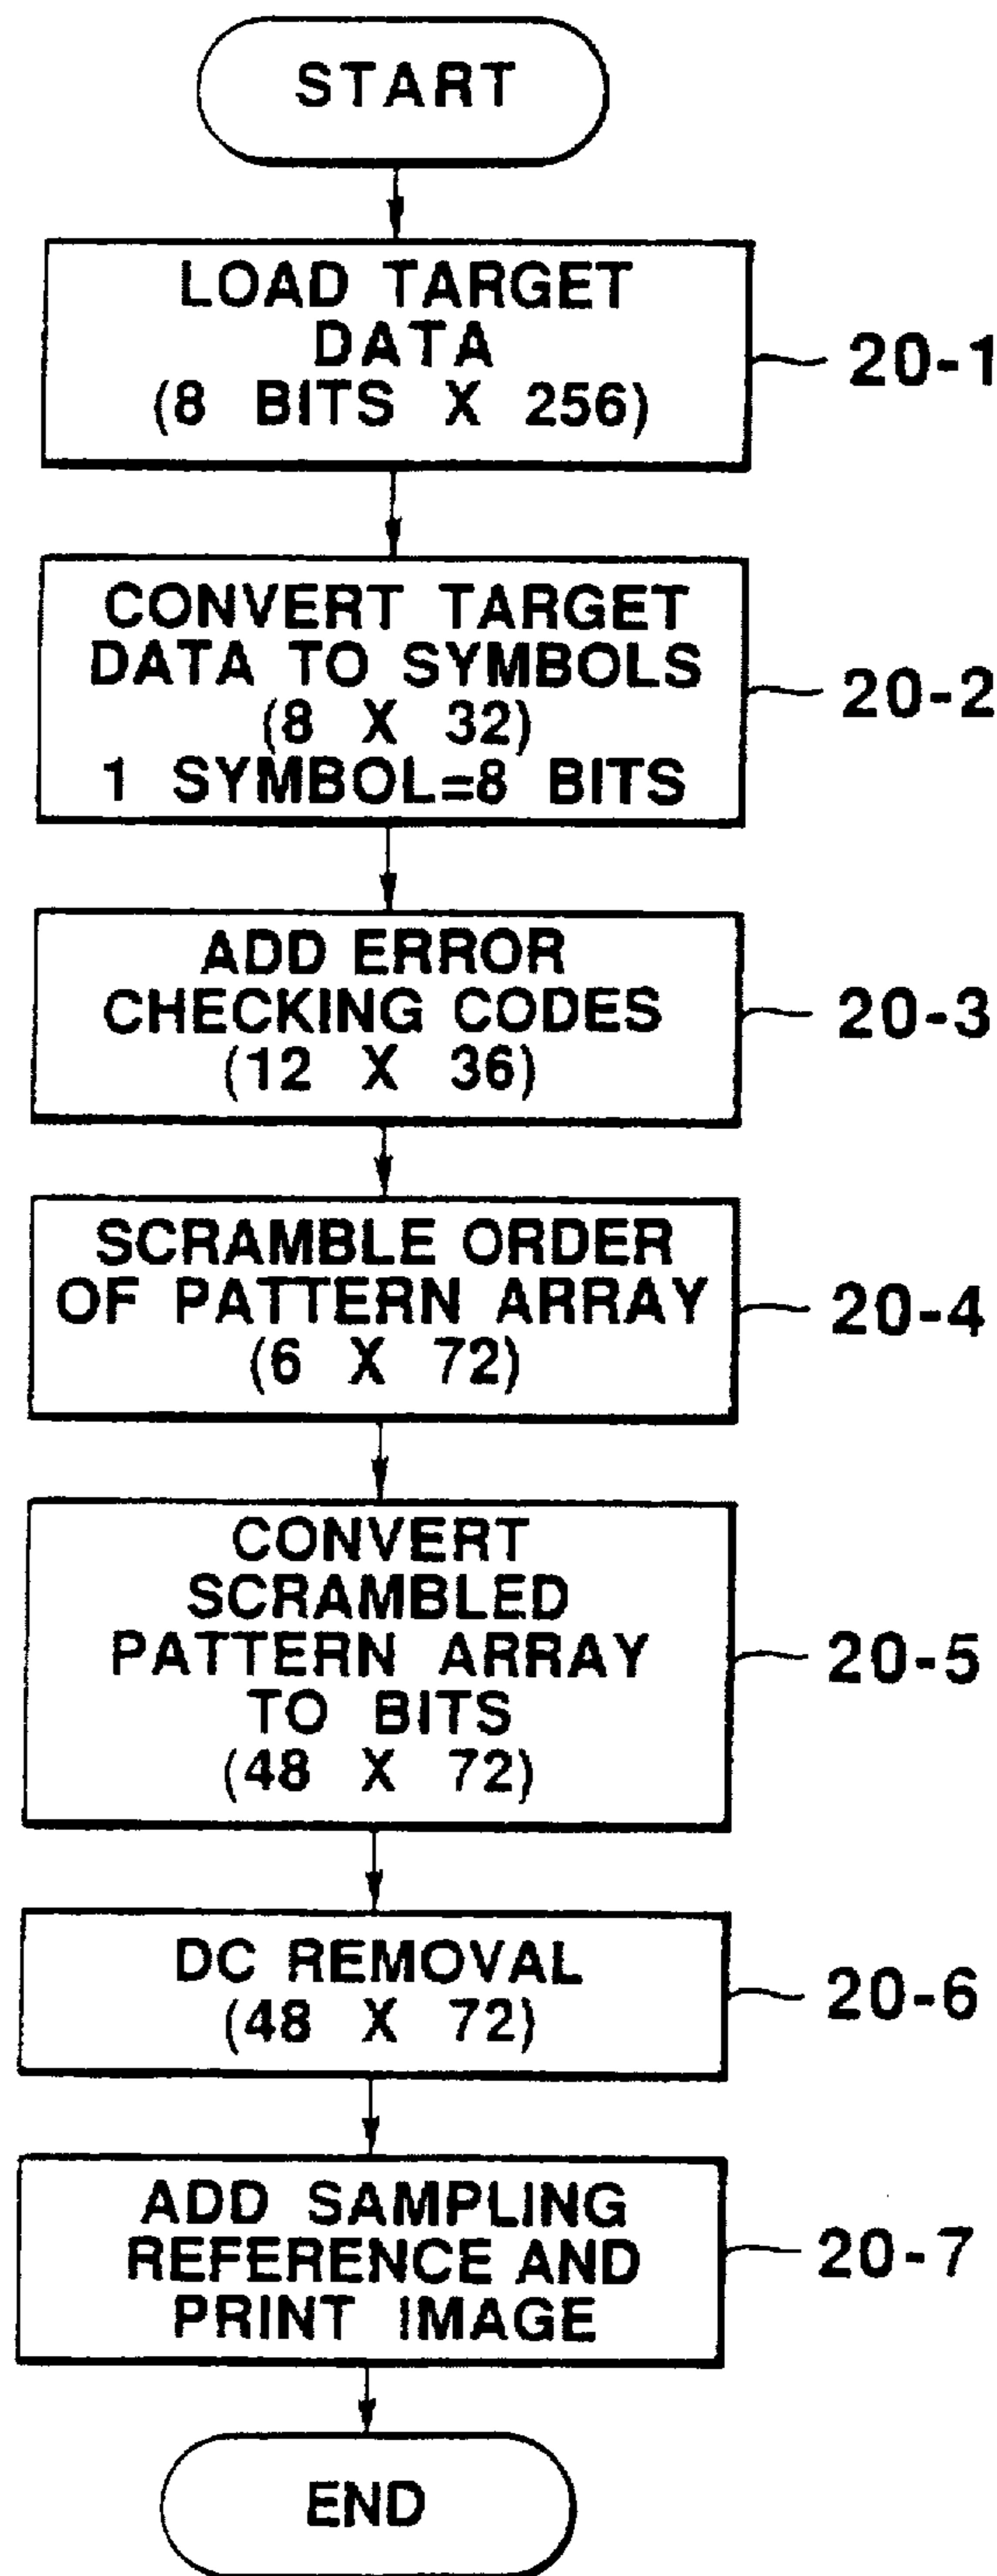 START
LOAD TARGET
DATA
(8 BITS X 256)
20-1
CONVERT TARGET
DATA TO SYMBOLS
(8 X 32)
1 SYMBOL=8 BITS
20-2
ADD ERROR
CHECKING CODES
(12 X 36)
20-3
SCRAMBLE ORDER
OF PATTERN ARRAY
(6 X 72)
20-4
CONVERT
SCRAMBLED
PATTERN ARRAY
TO BITS
(48 X 72)
20-5
DC REMOVAL
(48 X 72)
20-6
ADD SAMPLING
REFERENCE AND
PRINT IMAGE
20-7
END